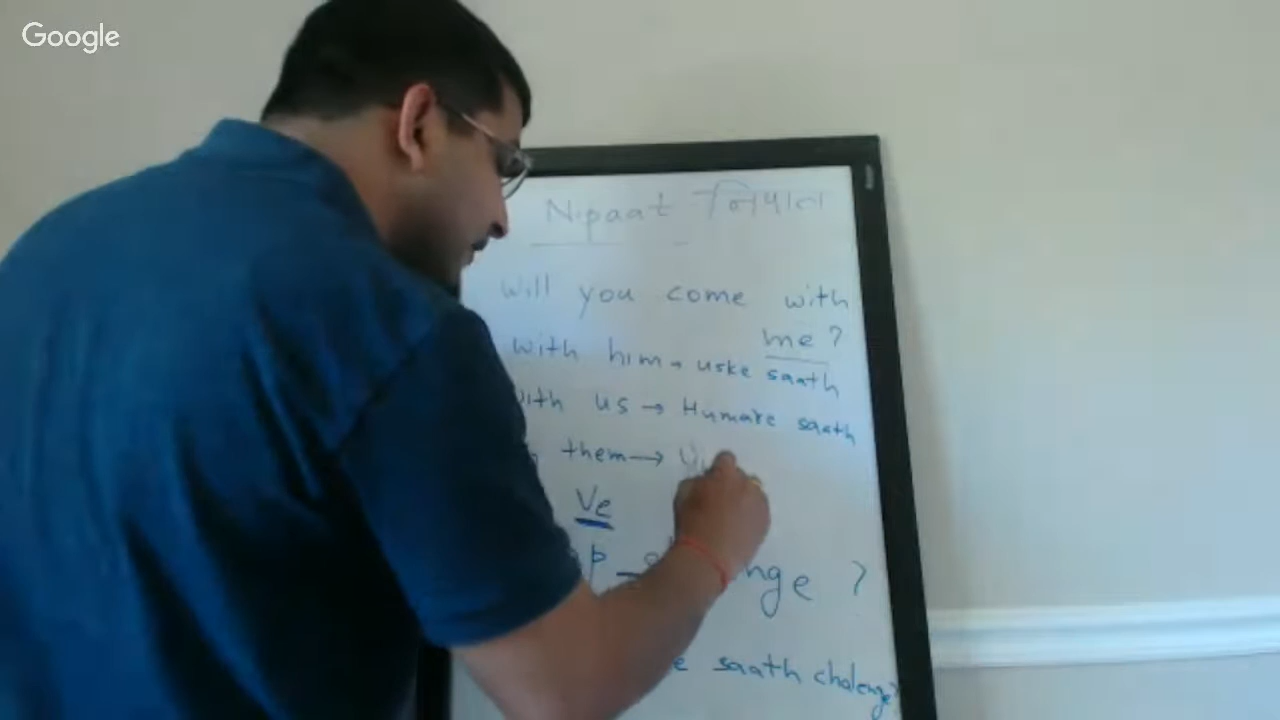 Google
Nipaat निपात
Will you come with
me?
with him → uske saath
with us → Humare saath
them →
Ve
?
saath chalenge?